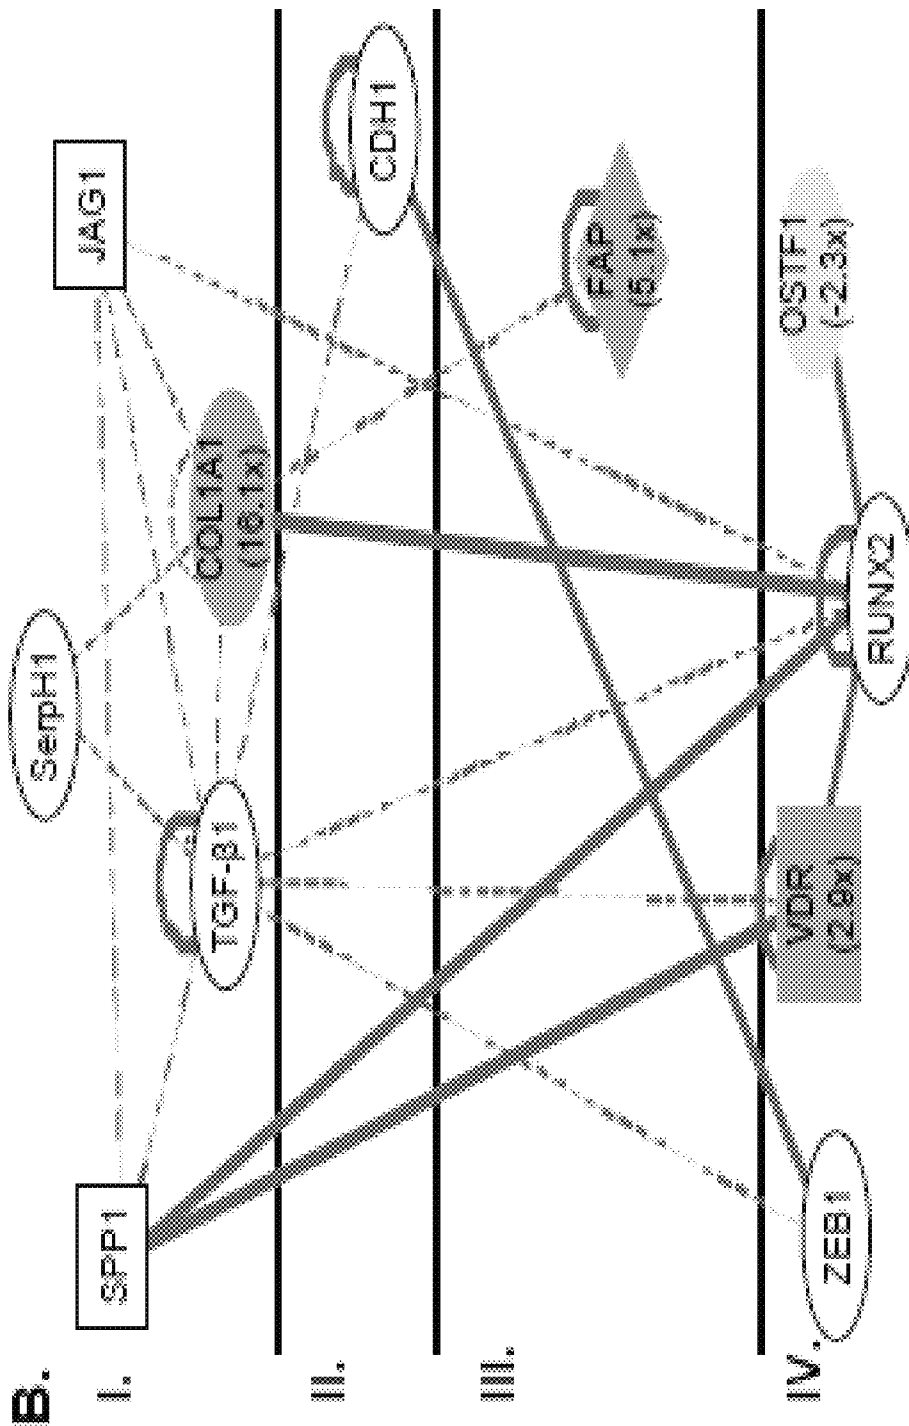 B.
I.
SPP1
SerpH1
JAG1
TGF-β1
COL1A1
(16.1x)
II.
CDH1
III.
FAP
(5.1x)
IV.
ZEB1
VDR
(2.9x)
RUNX2
OSTF1
(-2.3x)